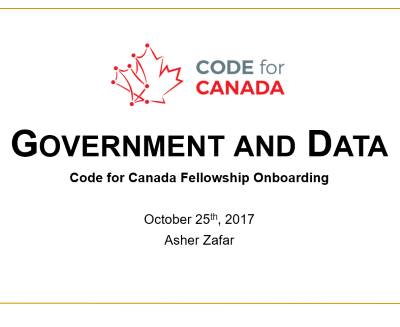 CODE for
CANADA
GOVERNMENT AND DATA
Code for Canada Fellowship Onboarding
October 25th, 2017
Asher Zafar